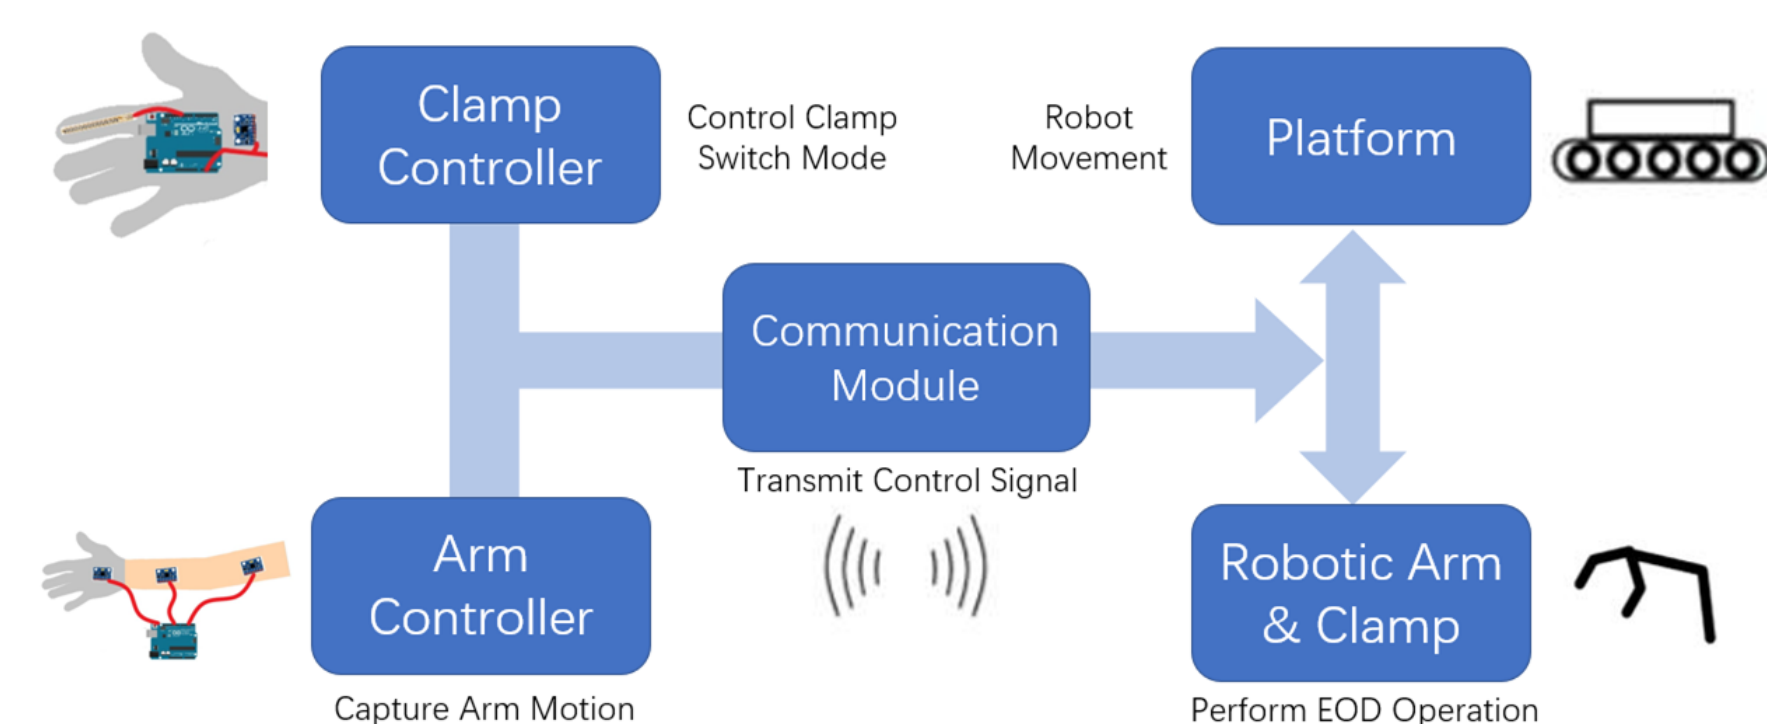 Clamp
Controller
Control Clamp
Switch Mode
Robot
Movement
Platform
Communication
Module
Transmit Control Signal
Arm
Controller
Capture Arm Motion
Robotic Arm
& Clamp
Perform EOD Operation